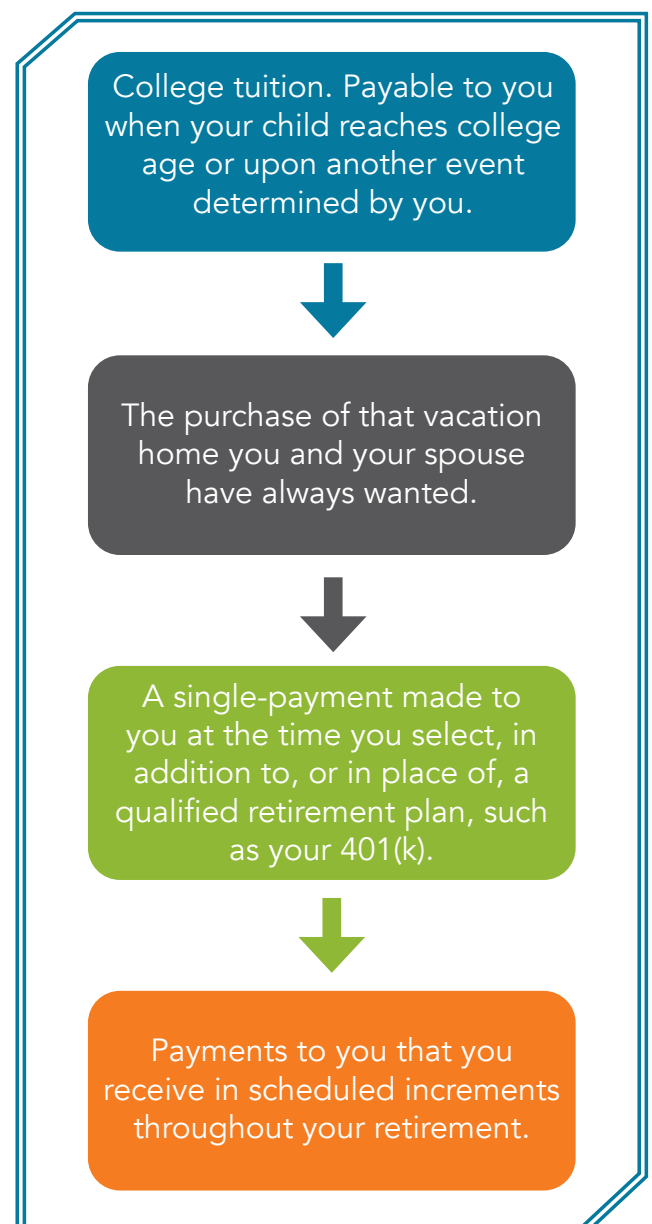 College tuition. Payable to you
when your child reaches college
age or upon another event
determined by you.
The purchase of that vacation
home you and your spouse
have always wanted.
A single-payment made to
you at the time you select, in
addition to, or in place of, a
qualified retirement plan, such
as your 401(k).
Payments to you that you
receive in scheduled increments
throughout your retirement.